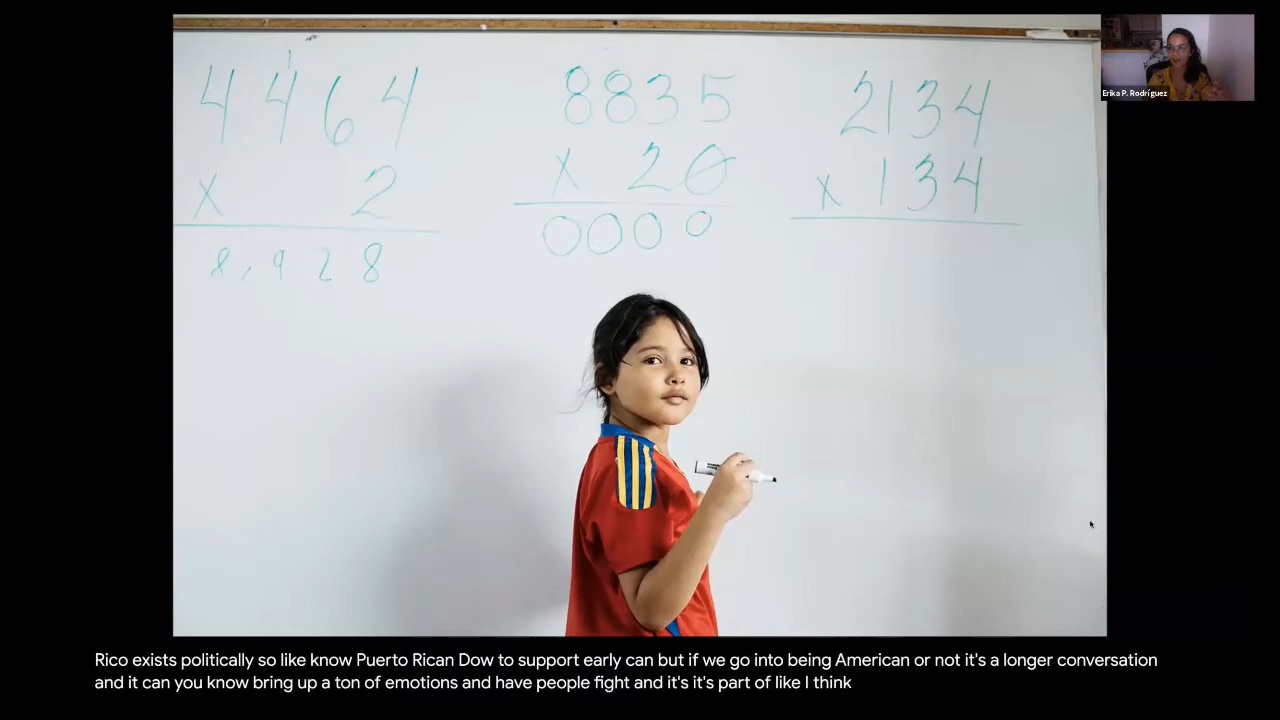 4464
x 2
8,928
8835
x 20
0000
2134
x 134
Erika P. Rodríguez
Rico exists politically so like know Puerto Rican Dow to support early can but if we go into being American or not it's a longer conversation
and it can you know bring up a ton of emotions and have people fight and it's it's part of like I think